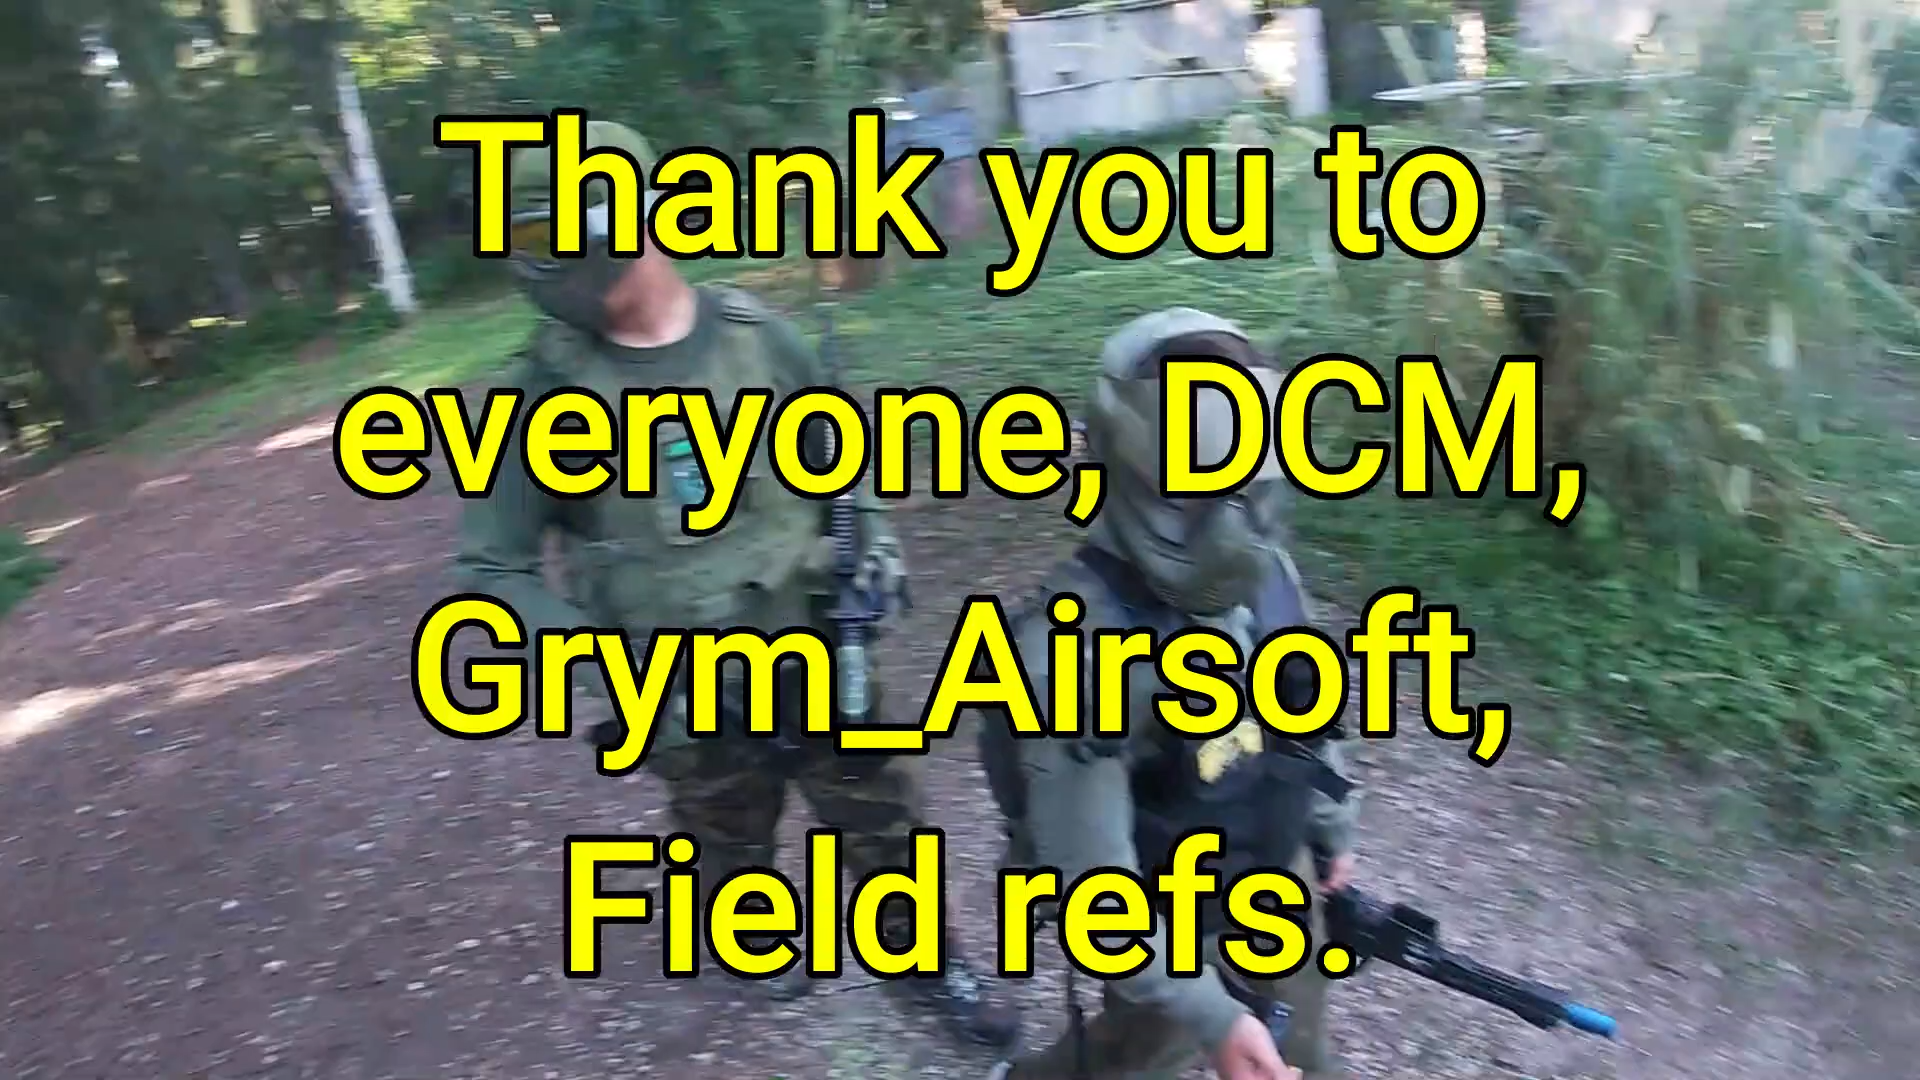 Thank you to
everyone, DCM,
Grym_Airsoft,
Field refs.